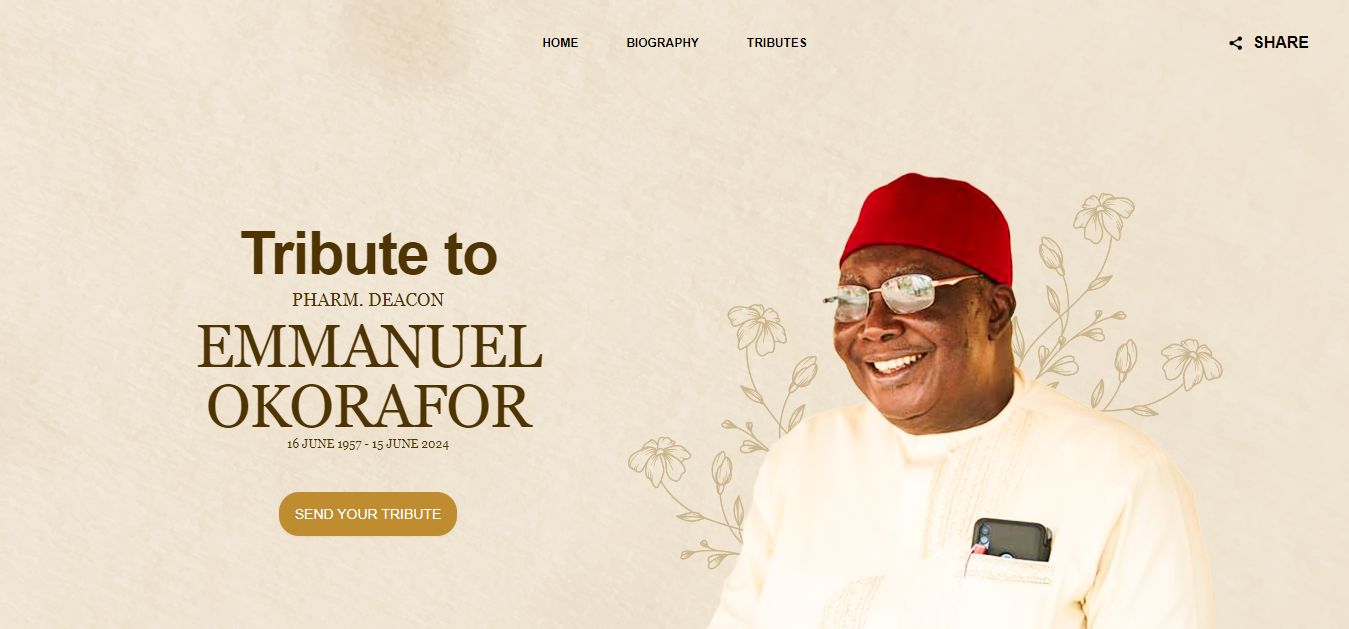 HOME
BIOGRAPHY
TRIBUTES
SHARE
Tribute to
PHARM. DEACON
EMMANUEL
OKORAFOR
16 JUNE 1957 - 15 JUNE 2024
SEND YOUR TRIBUTE